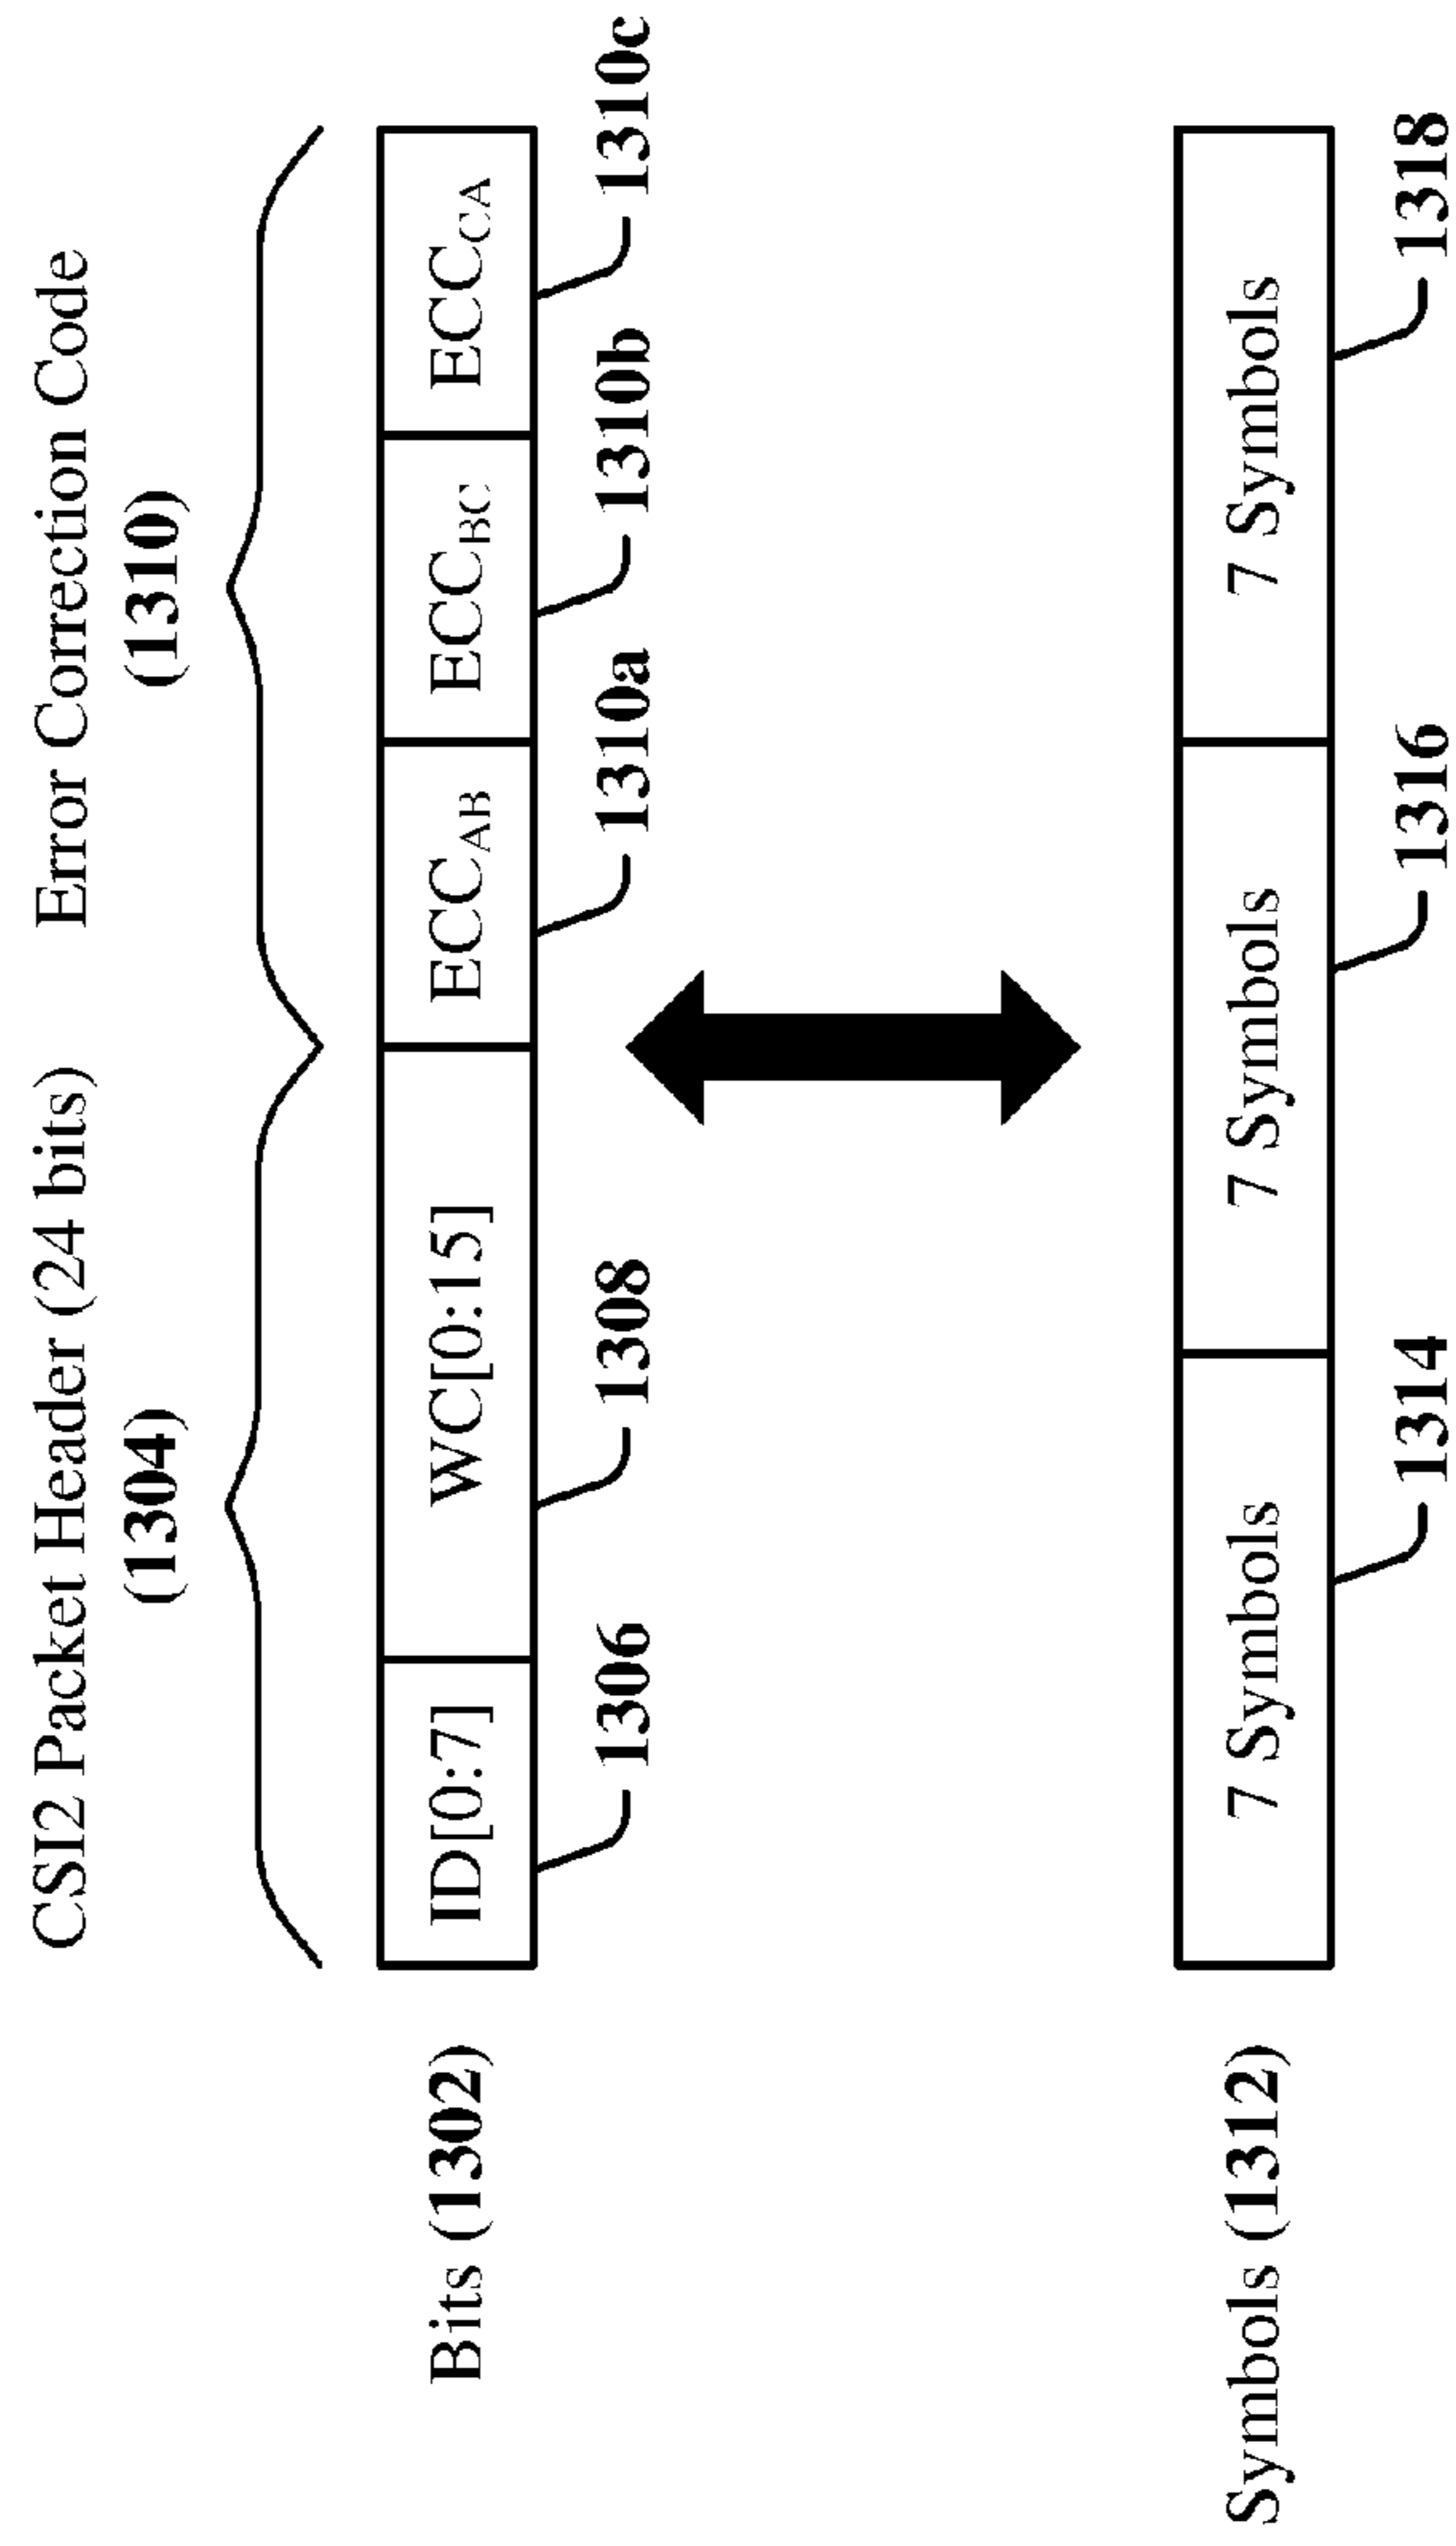 CSI2 Packet Header (24 bits) Error Correction Code
(1304) (1310)
Bits (1302) ID[0:7] WC[0:15] ECCAB ECCBC ECCCA
1306 1308 1310a 1310b 1310c
Symbols (1312) 7 Symbols 7 Symbols 7 Symbols
1314 1316 1318